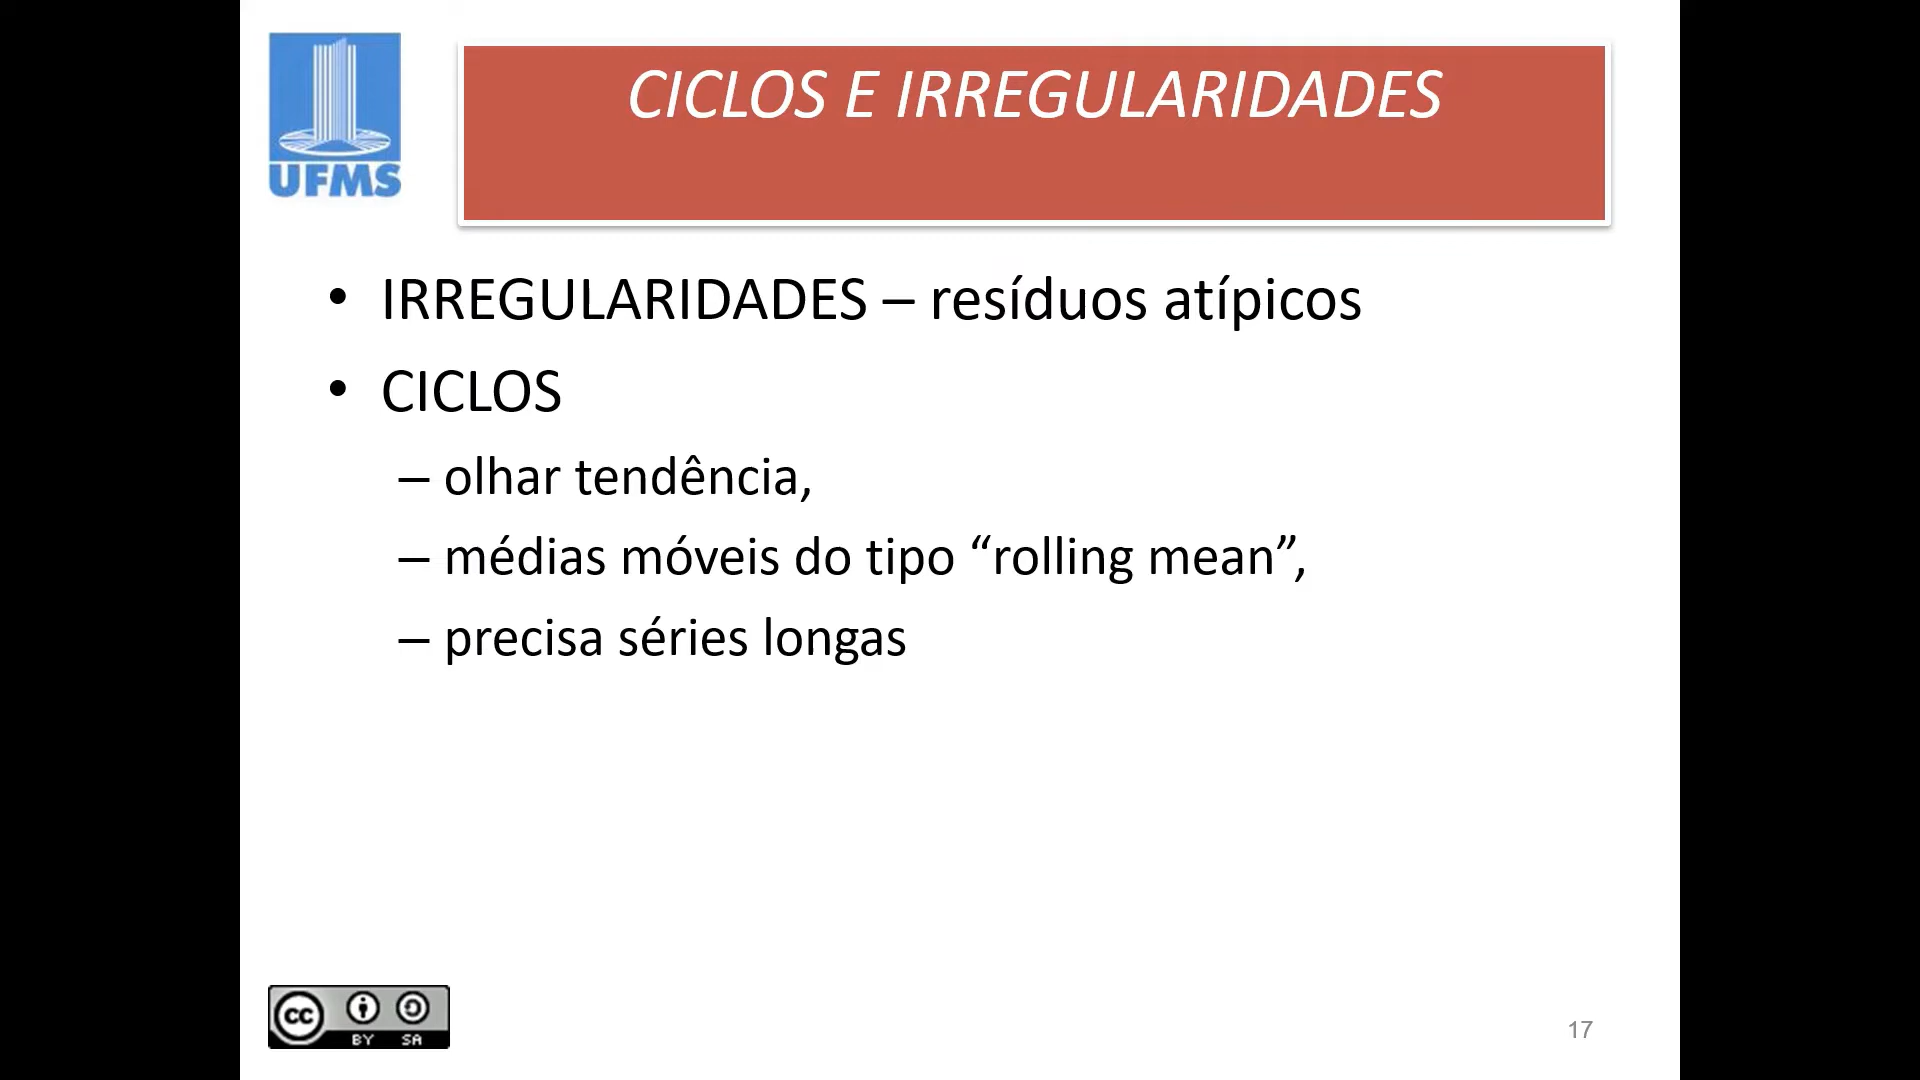 UFMS
CICLOS E IRREGULARIDADES
• IRREGULARIDADES – resíduos atípicos
• CICLOS
– olhar tendência,
– médias móveis do tipo “rolling mean”,
– precisa séries longas
cc
BY SA
17